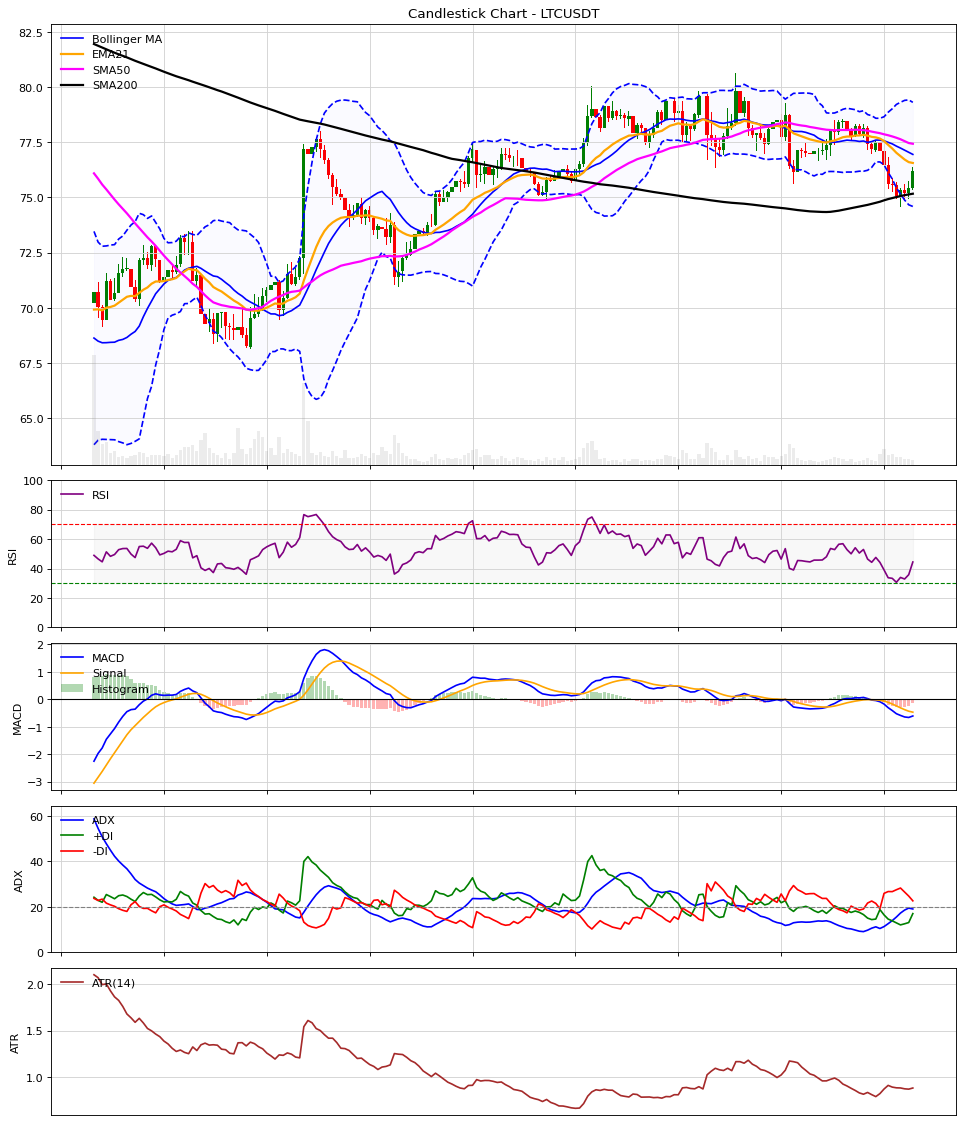 Candlestick Chart - LTCUSDT
82.5
80.0
77.5
75.0
72.5
70.0
67.5
65.0
Bollinger MA
EMA21
SMA50
SMA200
RSI
100
80
60
40
20
0
RSI
MACD
2
1
0
−1
−2
−3
MACD
Signal
Histogram
ADX
60
40
20
0
ADX
+DI
-DI
ATR
2.0
1.5
1.0
ATR(14)